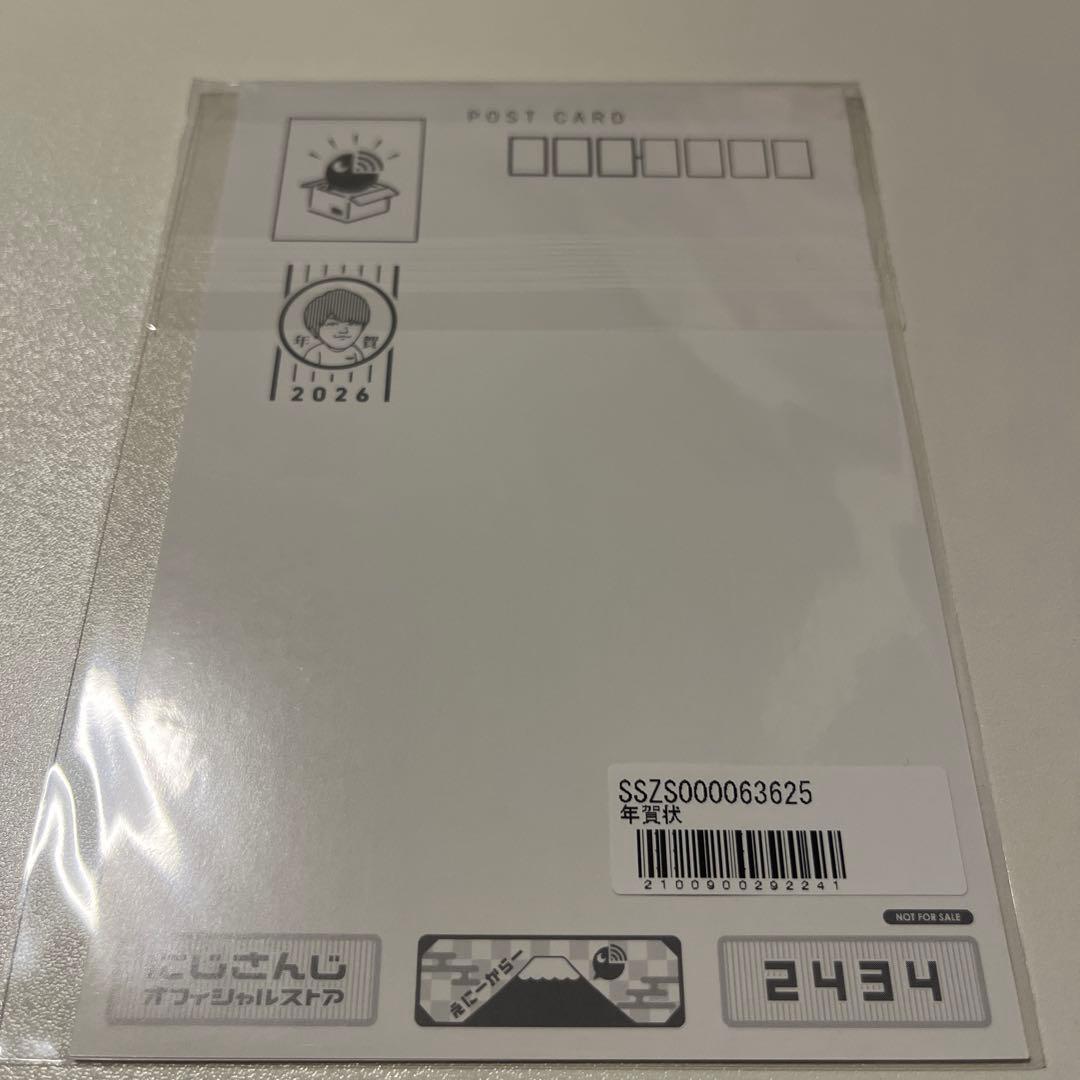 POST CARD
年賀
2026
SSZS000063625
年賀状
2100900292241
NOT FOR SALE
にじさんじ
オフィシャルストア
えにーからー
2434